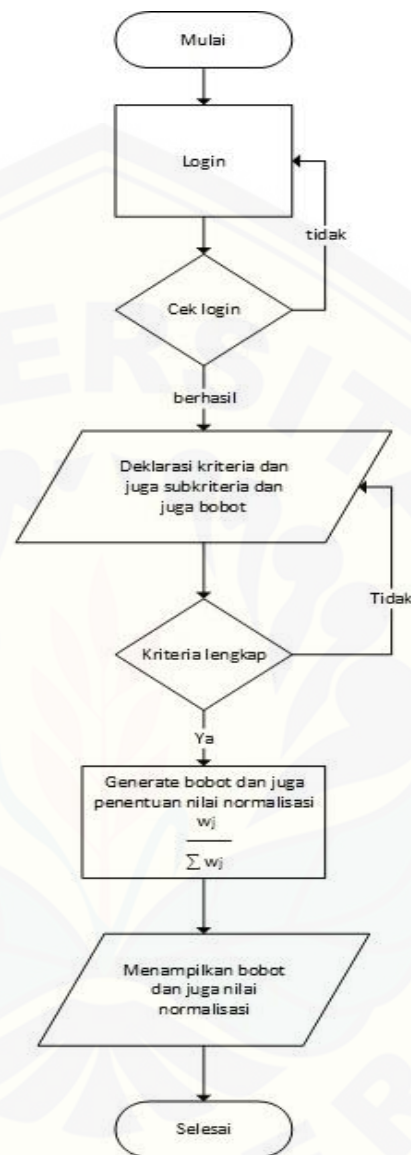 Mulai
Login
tidak
Cek login
berhasil
Deklarasi kriteria dan
juga subkriteria dan
juga bobot
Tidak
Kriteria lengkap
Ya
Generate bobot dan juga
penentuan nilai normalisasi
wj
∑ wj
Menampilkan bobot
dan juga nilai
normalisasi
Selesai